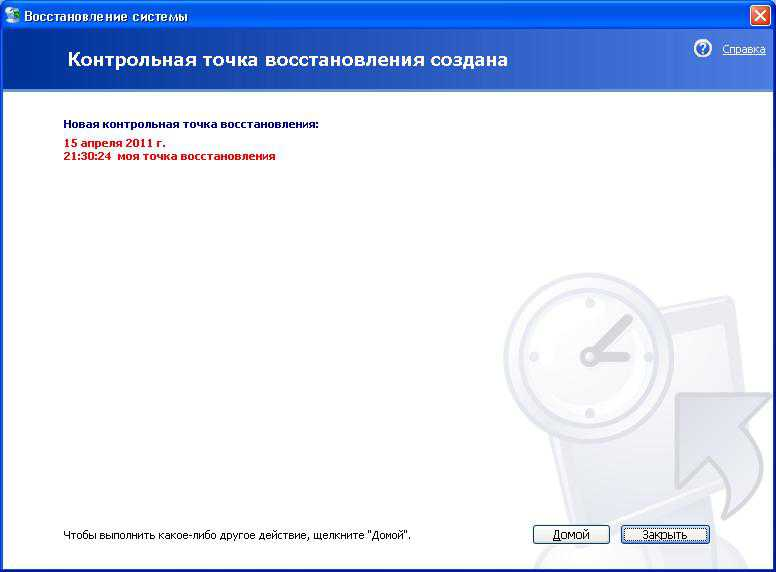 Восстановление системы
Контрольная точка восстановления создана
Справка
Новая контрольная точка восстановления:
15 апреля 2011 г.
21:30:24 моя точка восстановления
Чтобы выполнить какое-либо другое действие, щелкните "Домой".
Домой
Закрыть